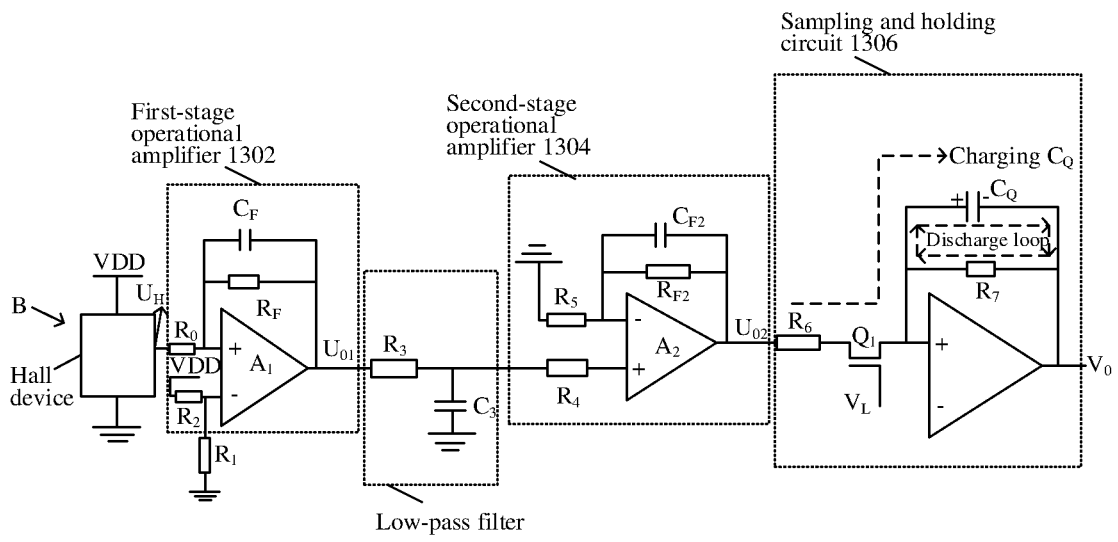 Sampling and holding
circuit 1306
Second-stage
operational
amplifier 1304
First-stage
operational
amplifier 1302
Charging C_Q
C_F
C_F2
+ C_Q -
Discharge loop
VDD
B
U_H
R_F
R_5
R_F2
R_7
R_0
VDD
+
A_1
-
U_01
R_3
-
A_2
+
U_02
R_6
Q_1
+
-
V_0
Hall
device
R_2
R_4
V_L
C_3
R_1
Low-pass filter